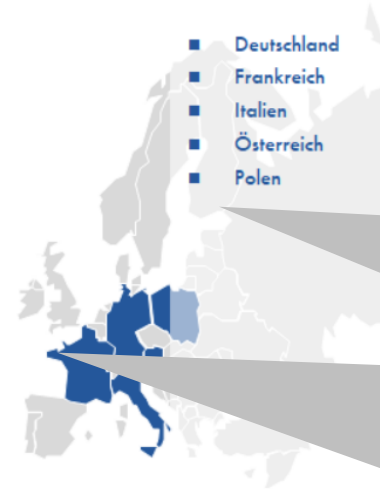 Deutschland
Frankreich
Italien
Österreich
Polen